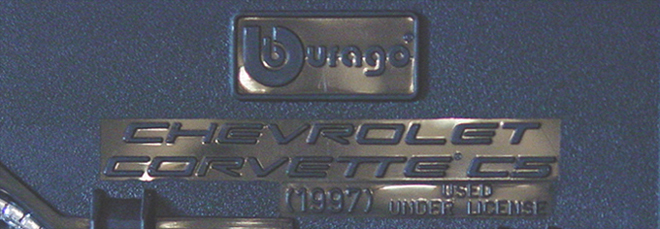 burago®
CHEVROLET
CORVETTE® C5
(1997) USED
UNDER LICENSE